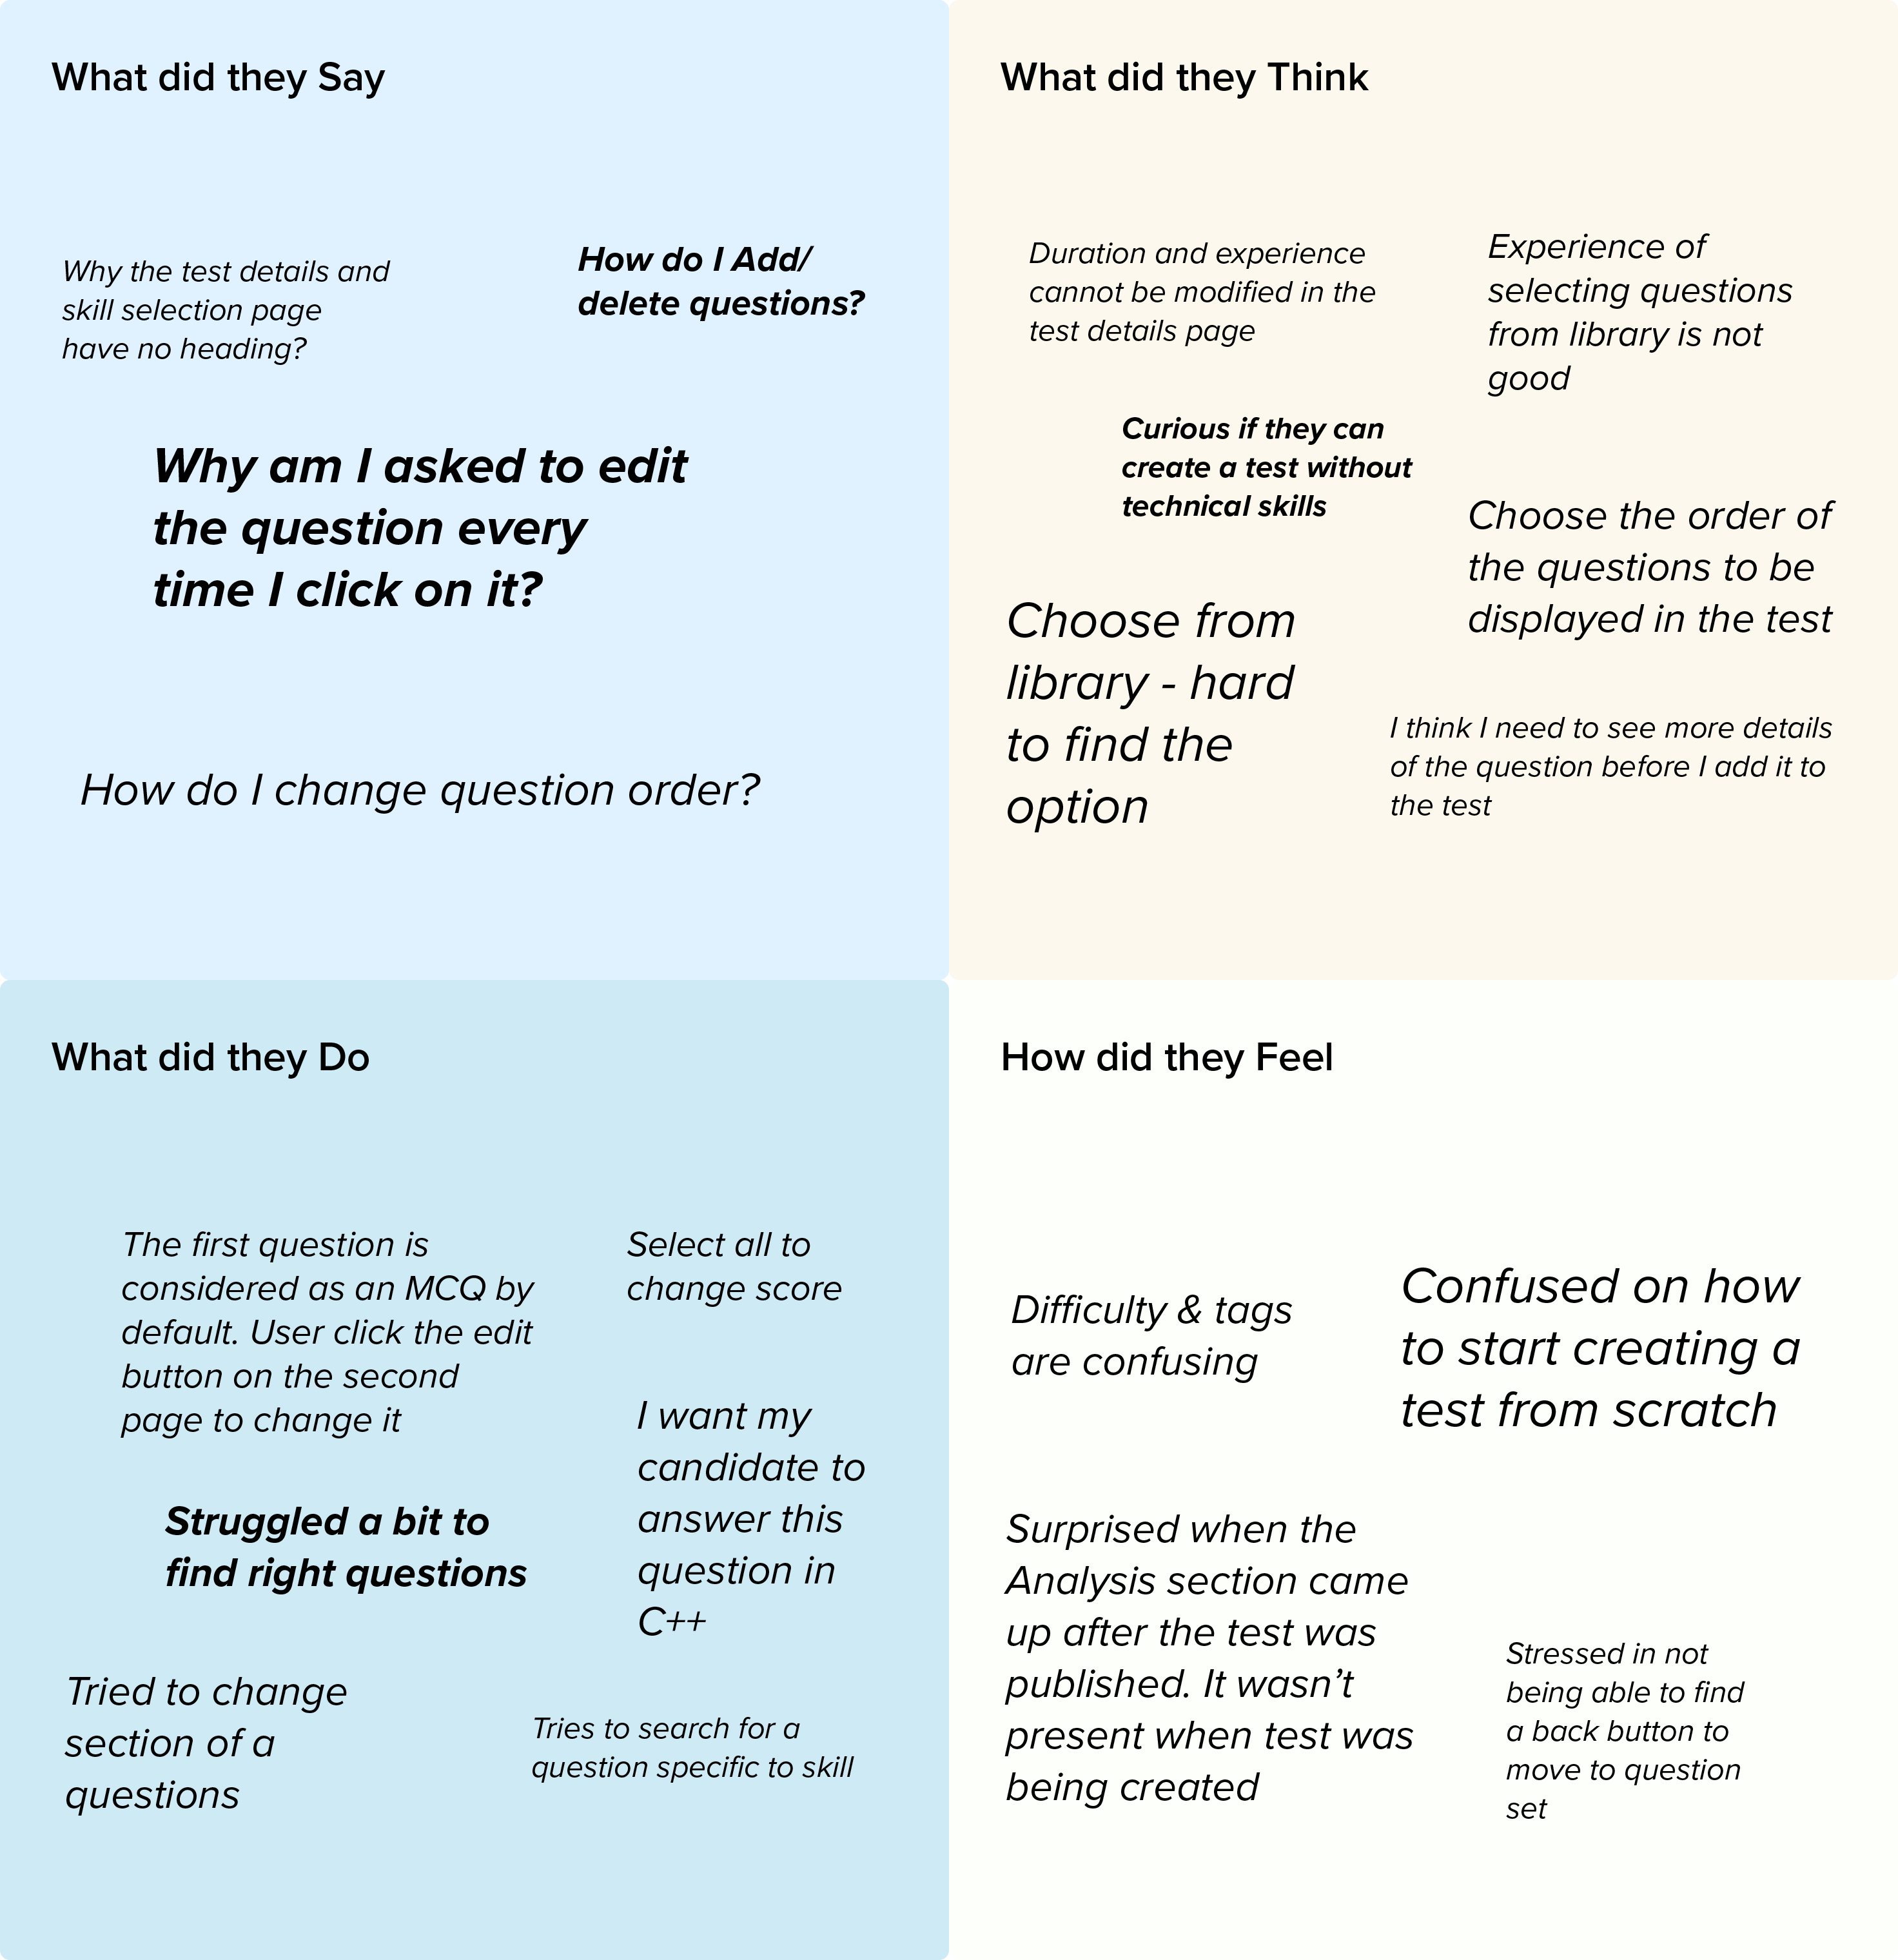 What did they Say
Why the test details and
skill selection page
have no heading?
How do I Add/
delete questions?
Why am I asked to edit
the question every
time I click on it?
How do I change question order?
What did they Think
Duration and experience
cannot be modified in the
test details page
Experience of
selecting questions
from library is not
good
Curious if they can
create a test without
technical skills
Choose the order of
the questions to be
displayed in the test
Choose from
library - hard
to find the
option
I think I need to see more details
of the question before I add it to
the test
What did they Do
The first question is
considered as an MCQ by
default. User click the edit
button on the second
page to change it
Select all to
change score
I want my
candidate to
answer this
question in
C++
Struggled a bit to
find right questions
Tried to change
section of a
questions
Tries to search for a
question specific to skill
How did they Feel
Difficulty & tags
are confusing
Confused on how
to start creating a
test from scratch
Surprised when the
Analysis section came
up after the test was
published. It wasn’t
present when test was
being created
Stressed in not
being able to find
a back button to
move to question
set